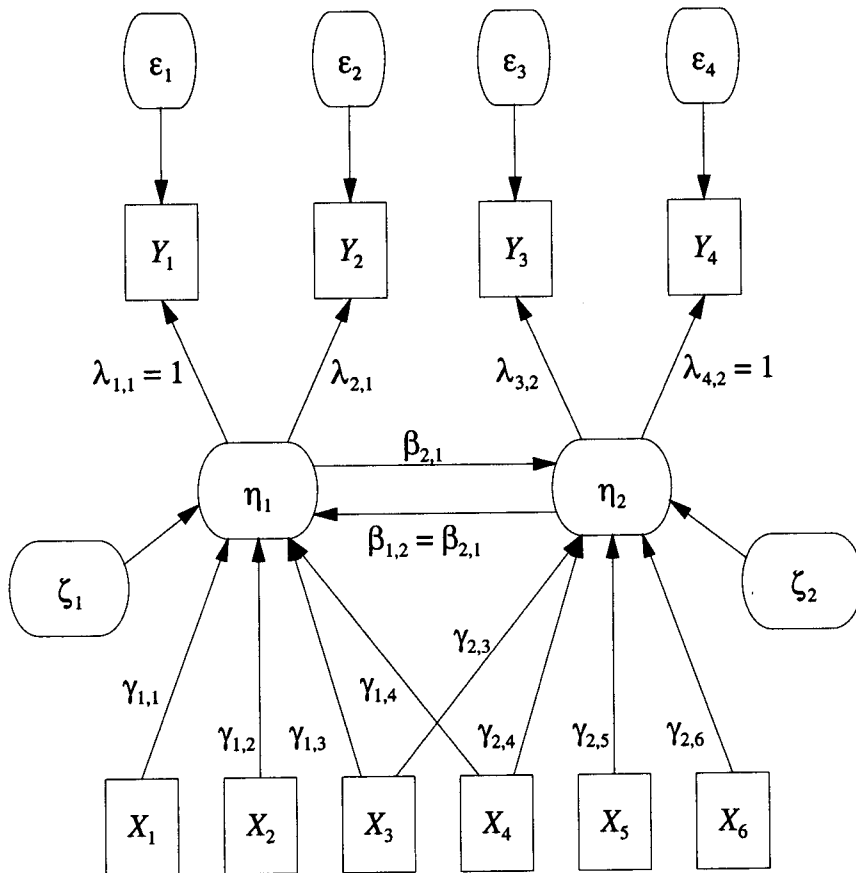 ε₁ ε₂ ε₃ ε₄
Y₁ Y₂ Y₃ Y₄
λ₁,₁ = 1 λ₂,₁ λ₃,₂ λ₄,₂ = 1
β₂,₁
η₁ η₂
β₁,₂ = β₂,₁
ζ₁ ζ₂
γ₂,₃
γ₁,₁ γ₁,₄
γ₁,₂ γ₁,₃ γ₂,₄ γ₂,₅ γ₂,₆
X₁ X₂ X₃ X₄ X₅ X₆